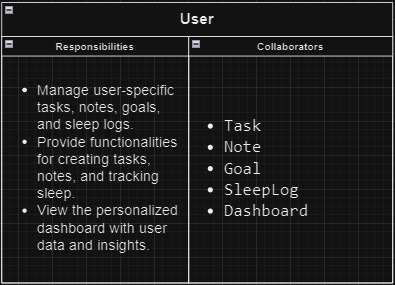 User
Responsibilities
Collaborators
• Manage user-specific
tasks, notes, goals,
and sleep logs.
• Provide functionalities
for creating tasks,
notes, and tracking
sleep.
• View the personalized
dashboard with user
data and insights.
• Task
• Note
• Goal
• SleepLog
• Dashboard